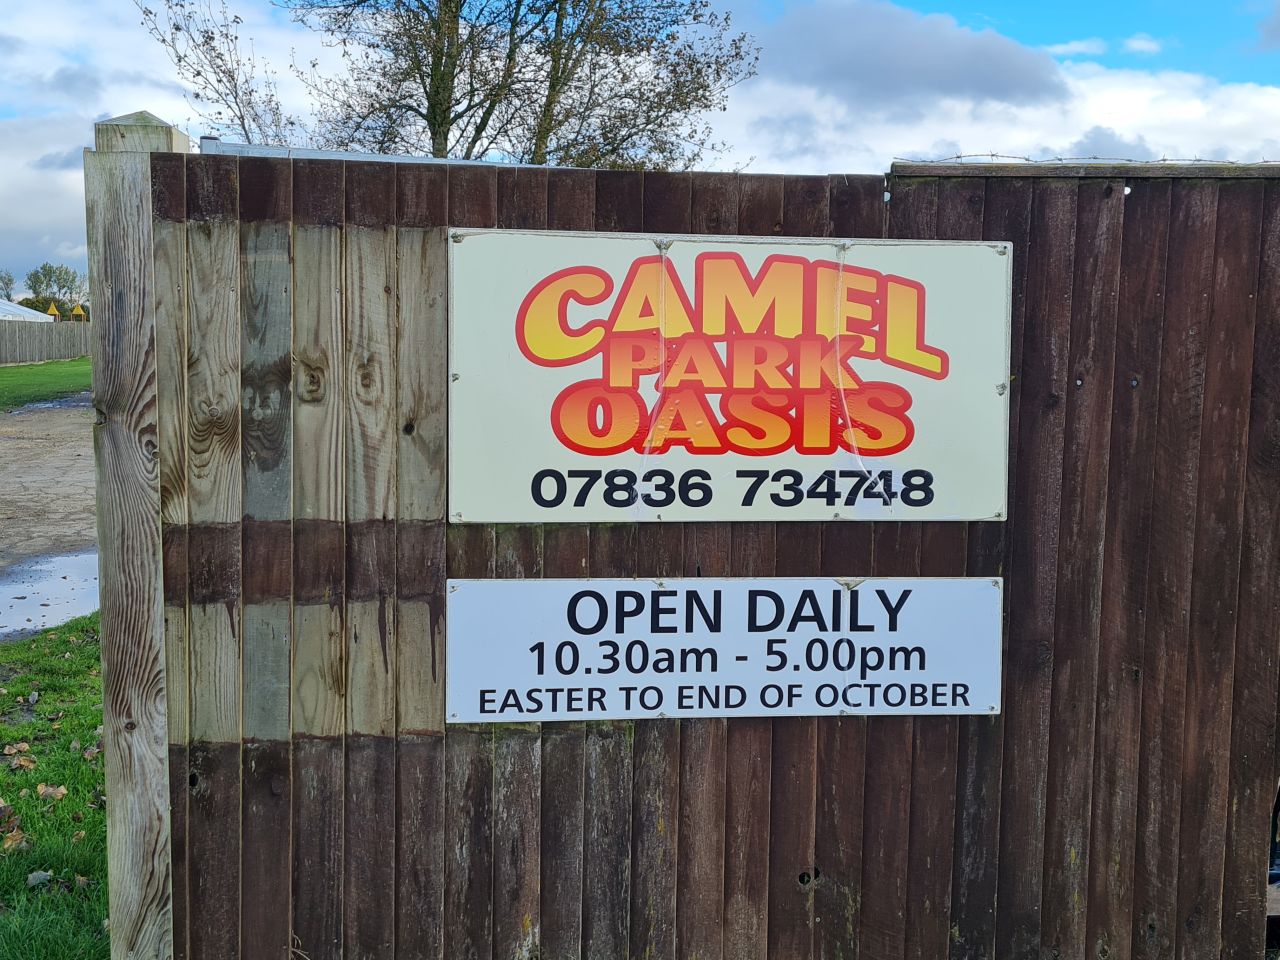 CAMEL
PARK
OASIS
07836 734748
OPEN DAILY
10.30am - 5.00pm
EASTER TO END OF OCTOBER